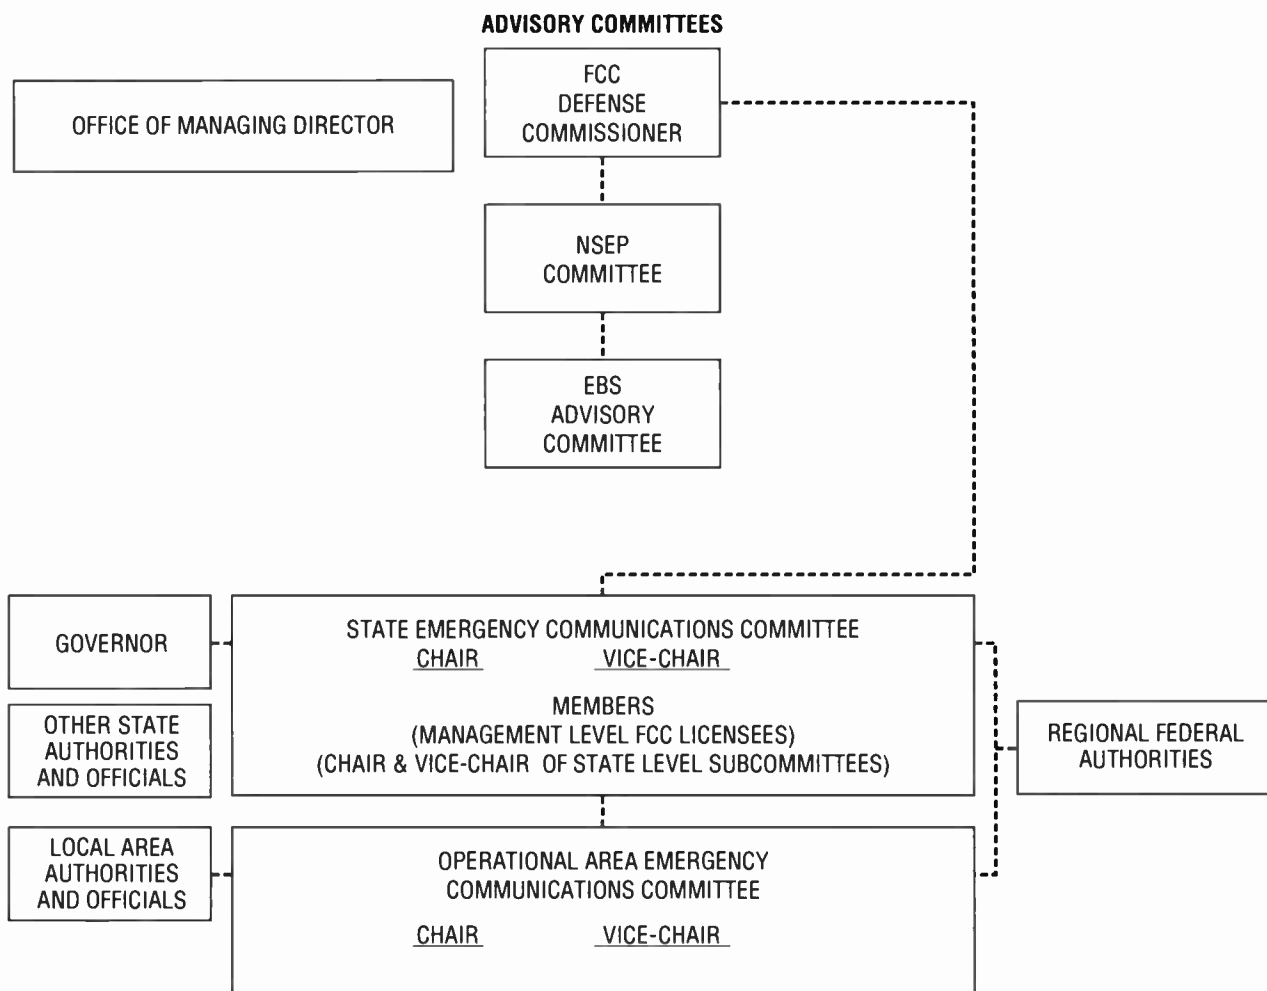 ADVISORY COMMITTEES
FCC
DEFENSE
COMMISSIONER
OFFICE OF MANAGING DIRECTOR
NSEP
COMMITTEE
EBS
ADVISORY
COMMITTEE
GOVERNOR
STATE EMERGENCY COMMUNICATIONS COMMITTEE
CHAIR VICE-CHAIR
MEMBERS
(MANAGEMENT LEVEL FCC LICENSEES)
(CHAIR & VICE-CHAIR OF STATE LEVEL SUBCOMMITTEES)
OTHER STATE
AUTHORITIES
AND OFFICIALS
REGIONAL FEDERAL
AUTHORITIES
LOCAL AREA
AUTHORITIES
AND OFFICIALS
OPERATIONAL AREA EMERGENCY
COMMUNICATIONS COMMITTEE
CHAIR VICE-CHAIR